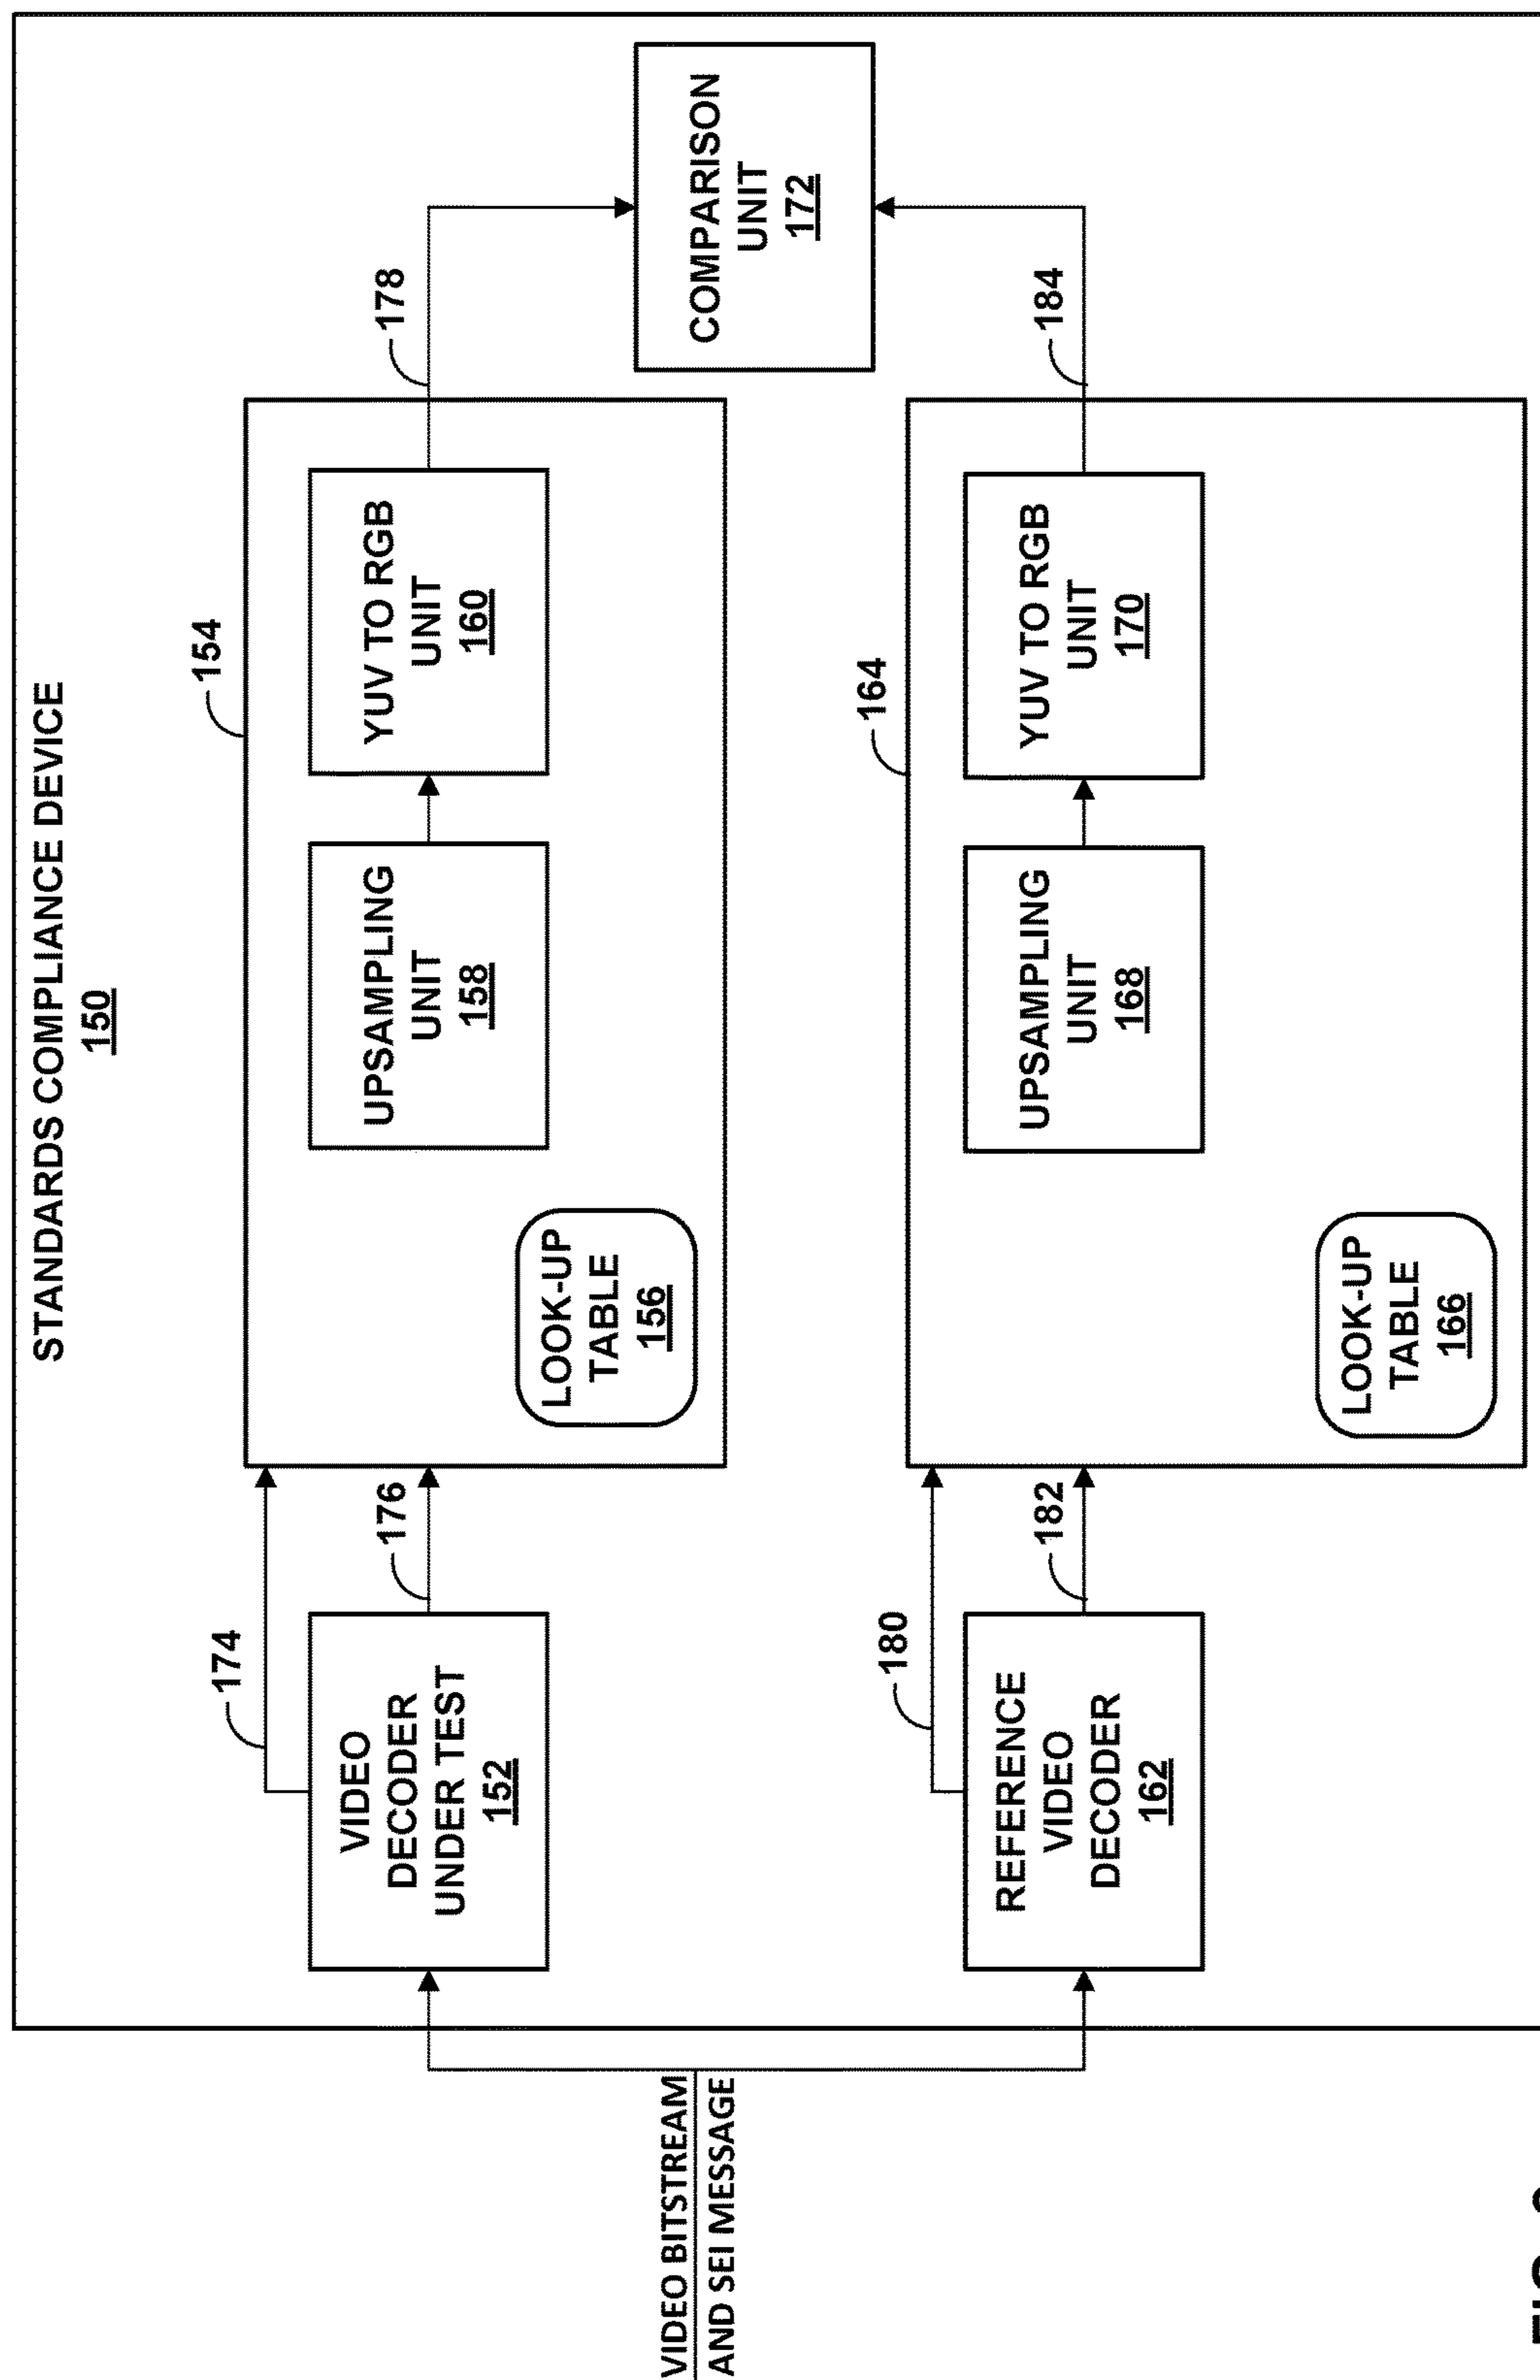 STANDARDS COMPLIANCE DEVICE
150
VIDEO BITSTREAM
AND SEI MESSAGE
VIDEO
DECODER
UNDER TEST
152
174
176
154
LOOK-UP
TABLE
156
UPSAMPLING
UNIT
158
YUV TO RGB
UNIT
160
178
REFERENCE
VIDEO
DECODER
162
180
182
164
LOOK-UP
TABLE
166
UPSAMPLING
UNIT
168
YUV TO RGB
UNIT
170
184
COMPARISON
UNIT
172